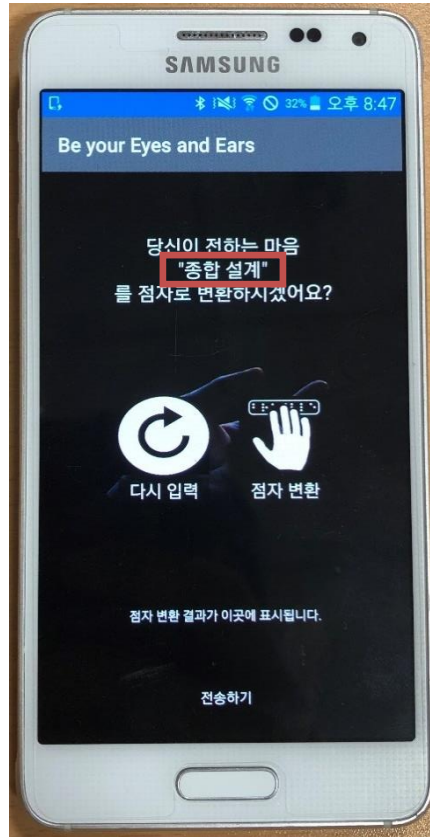 SAMSUNG
32% 오후 8:47
Be your Eyes and Ears
당신이 전하는 마음
"종합 설계"
를 점자로 변환하시겠어요?
다시 입력 점자 변환
점자 변환 결과가 이곳에 표시됩니다.
전송하기